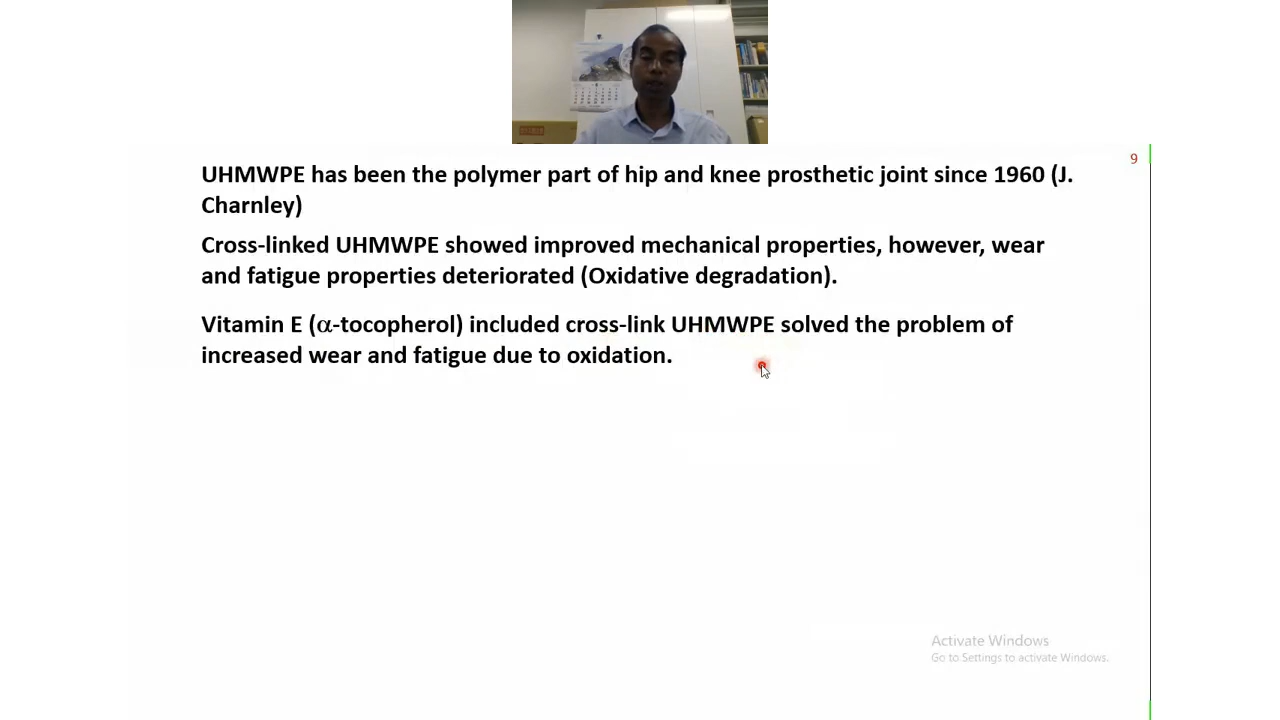 9
UHMWPE has been the polymer part of hip and knee prosthetic joint since 1960 (J.
Charnley)
Cross-linked UHMWPE showed improved mechanical properties, however, wear
and fatigue properties deteriorated (Oxidative degradation).
Vitamin E (α-tocopherol) included cross-link UHMWPE solved the problem of
increased wear and fatigue due to oxidation.
Activate Windows
Go to Settings to activate Windows.